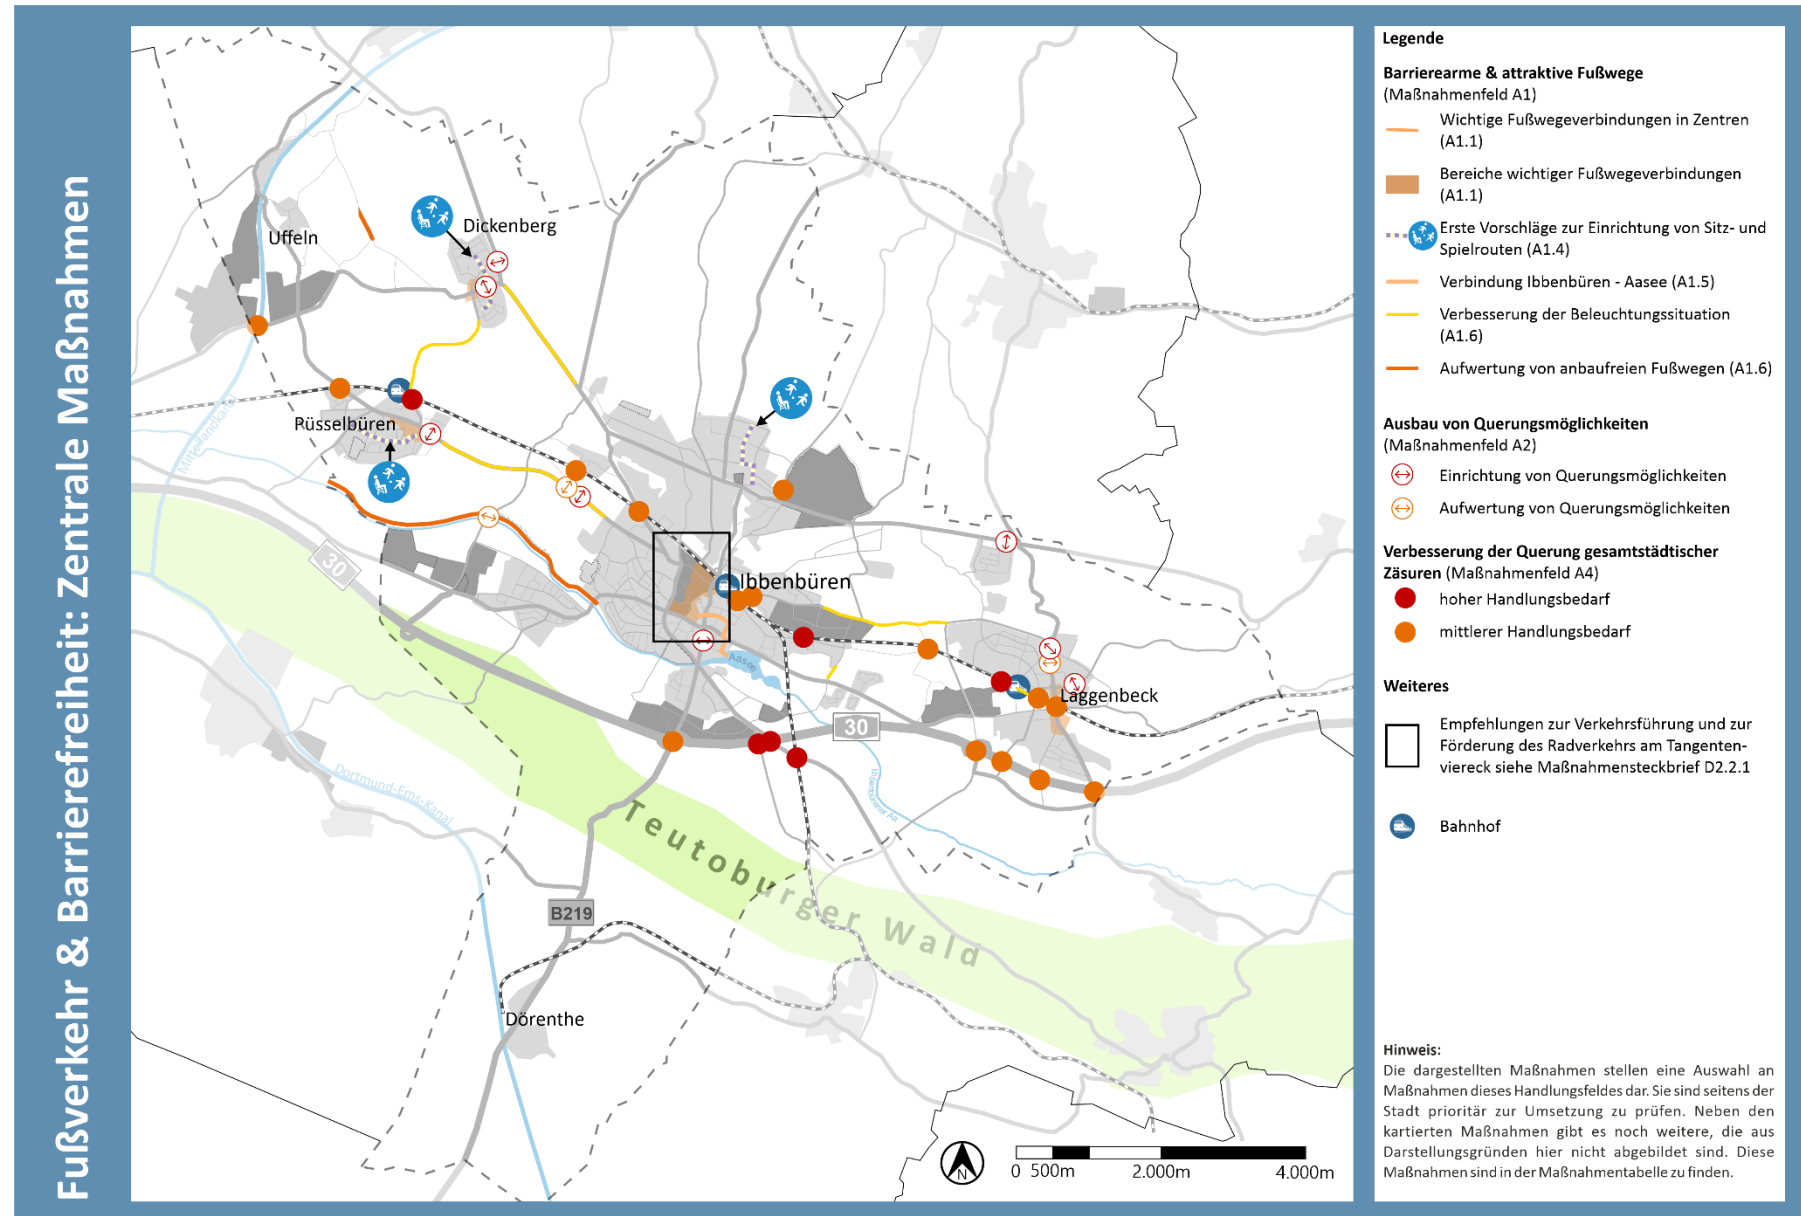 Fußverkehr & Barrierefreiheit: Zentrale Maßnahmen
Uffeln
Dickenberg
Rüsselbüren
Mittellandkanal
30
Ibbenbüren
Aasee
Laggenbeck
30
Ibbenbürener Aa
Dortmund-Ems-Kanal
Teutoburger Wald
B219
Dörenthe
N
0 500m 2.000m 4.000m
Legende
Barrierearme & attraktive Fußwege
(Maßnahmenfeld A1)
Wichtige Fußwegeverbindungen in Zentren
(A1.1)
Bereiche wichtiger Fußwegeverbindungen
(A1.1)
Erste Vorschläge zur Einrichtung von Sitz- und
Spielrouten (A1.4)
Verbindung Ibbenbüren - Aasee (A1.5)
Verbesserung der Beleuchtungssituation
(A1.6)
Aufwertung von anbaufreien Fußwegen (A1.6)
Ausbau von Querungsmöglichkeiten
(Maßnahmenfeld A2)
Einrichtung von Querungsmöglichkeiten
Aufwertung von Querungsmöglichkeiten
Verbesserung der Querung gesamtstädtischer
Zäsuren (Maßnahmenfeld A4)
hoher Handlungsbedarf
mittlerer Handlungsbedarf
Weiteres
Empfehlungen zur Verkehrsführung und zur
Förderung des Radverkehrs am Tangenten-
viereck siehe Maßnahmensteckbrief D2.2.1
Bahnhof
Hinweis:
Die dargestellten Maßnahmen stellen eine Auswahl an
Maßnahmen dieses Handlungsfeldes dar. Sie sind seitens der
Stadt prioritär zur Umsetzung zu prüfen. Neben den
kartierten Maßnahmen gibt es noch weitere, die aus
Darstellungsgründen hier nicht abgebildet sind. Diese
Maßnahmen sind in der Maßnahmentabelle zu finden.